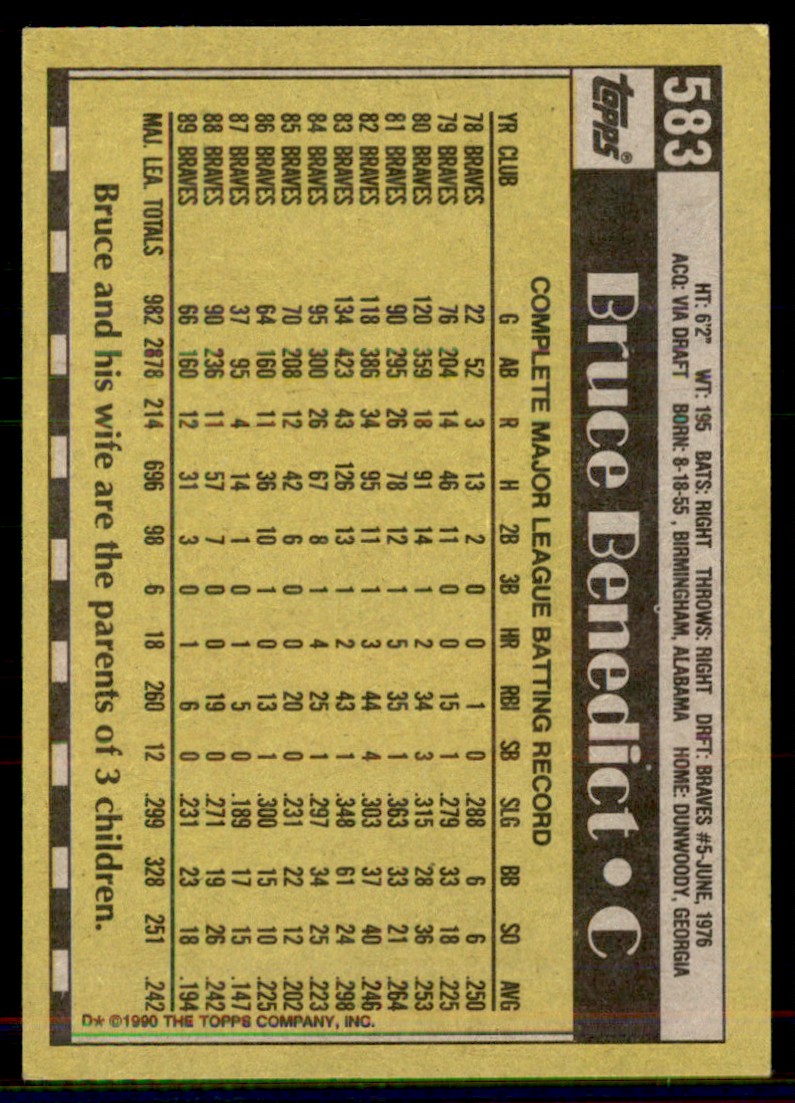 583
HT: 6'2" WT: 195 BATS: RIGHT THROWS: RIGHT DRFT: BRAVES #5-JUNE, 1976
ACQ: VIA DRAFT BORN: 8-18-55 , BIRMINGHAM, ALABAMA HOME: DUNWOODY, GEORGIA
topps®
Bruce Benedict • C
COMPLETE MAJOR LEAGUE BATTING RECORD
YR CLUB G AB R H 2B 3B HR RBI SB SLG BB SO AVG
78 BRAVES 22 52 3 13 2 0 0 1 0 .288 6 6 .250
79 BRAVES 76 204 14 46 11 0 0 15 1 .279 33 18 .225
80 BRAVES 120 359 18 91 14 1 2 34 3 .315 28 36 .253
81 BRAVES 90 295 26 78 12 1 5 35 1 .363 33 21 .264
82 BRAVES 118 386 34 95 11 1 3 44 4 .303 37 40 .246
83 BRAVES 134 423 43 126 13 1 2 43 1 .348 61 24 .298
84 BRAVES 95 300 26 67 8 1 4 25 1 .297 34 25 .223
85 BRAVES 70 208 12 42 6 0 0 20 0 .231 22 12 .202
86 BRAVES 64 160 11 36 10 1 0 13 1 .300 15 10 .225
87 BRAVES 37 95 4 14 1 0 1 5 0 .189 17 15 .147
88 BRAVES 90 236 11 57 7 0 0 19 0 .271 19 26 .242
89 BRAVES 66 160 12 31 3 0 1 6 0 .231 23 18 .194
MAJ. LEA. TOTALS 982 2878 214 696 98 6 18 260 12 .299 328 251 .242
Bruce and his wife are the parents of 3 children.
D* ©1990 THE TOPPS COMPANY, INC.